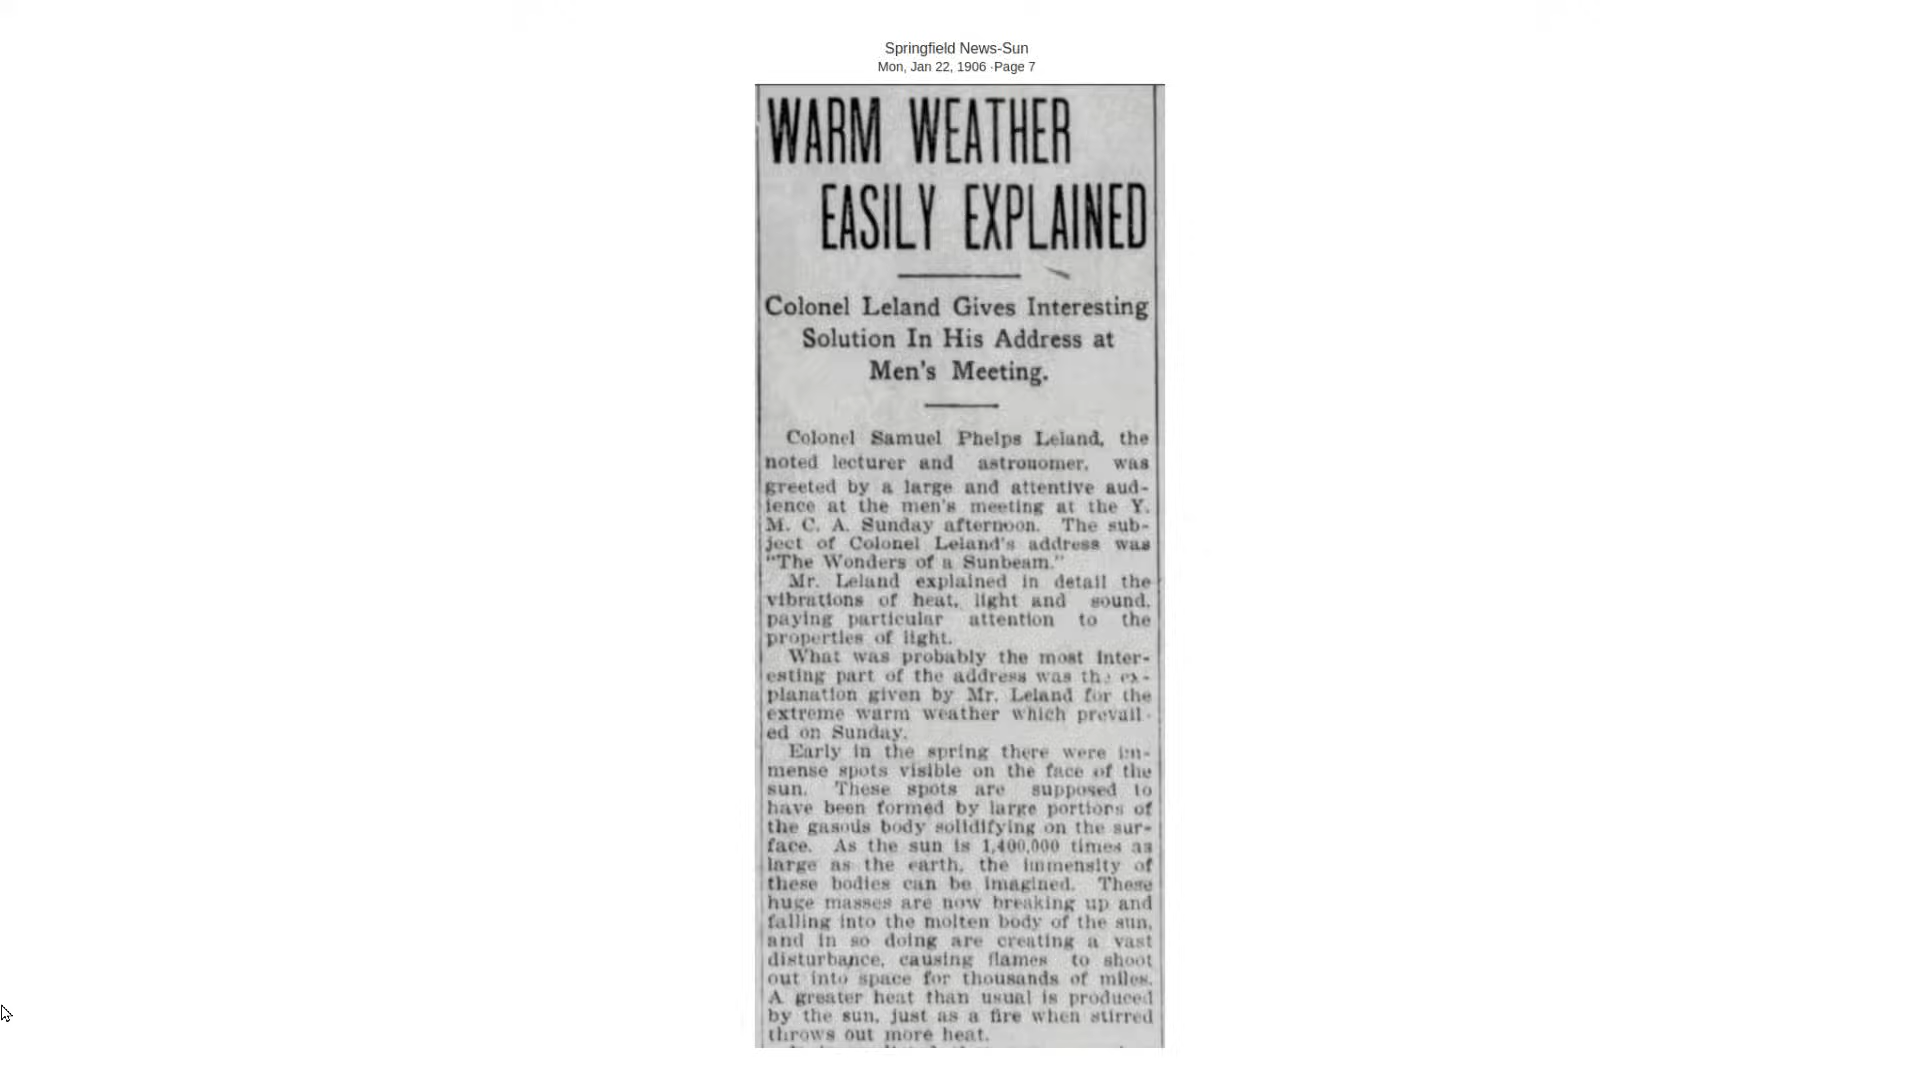 Springfield News-Sun
Mon, Jan 22, 1906 ·Page 7
WARM WEATHER
EASILY EXPLAINED
Colonel Leland Gives Interesting
Solution In His Address at
Men's Meeting.
Colonel Samuel Phelps Leland, the
noted lecturer and astronomer, was
greeted by a large and attentive aud-
ience at the men's meeting at the Y.
M. C. A. Sunday afternoon. The sub-
ject of Colonel Leland's address was
"The Wonders of a Sunbeam."
Mr. Leland explained in detail the
vibrations of heat, light and sound,
paying particular attention to the
properties of light.
What was probably the most inter-
esting part of the address was the ex-
planation given by Mr. Leland for the
extreme warm weather which prevail-
ed on Sunday.
Early in the spring there were im-
mense spots visible on the face of the
sun. These spots are supposed to
have been formed by large portions of
the gasous body solidifying on the sur-
face. As the sun is 1,400,000 times as
large as the earth, the immensity of
these bodies can be imagined. These
huge masses are now breaking up and
falling into the molten body of the sun,
and in so doing are creating a vast
disturbance, causing flames to shoot
out into space for thousands of miles.
A greater heat than usual is produced
by the sun, just as a fire when stirred
throws out more heat.